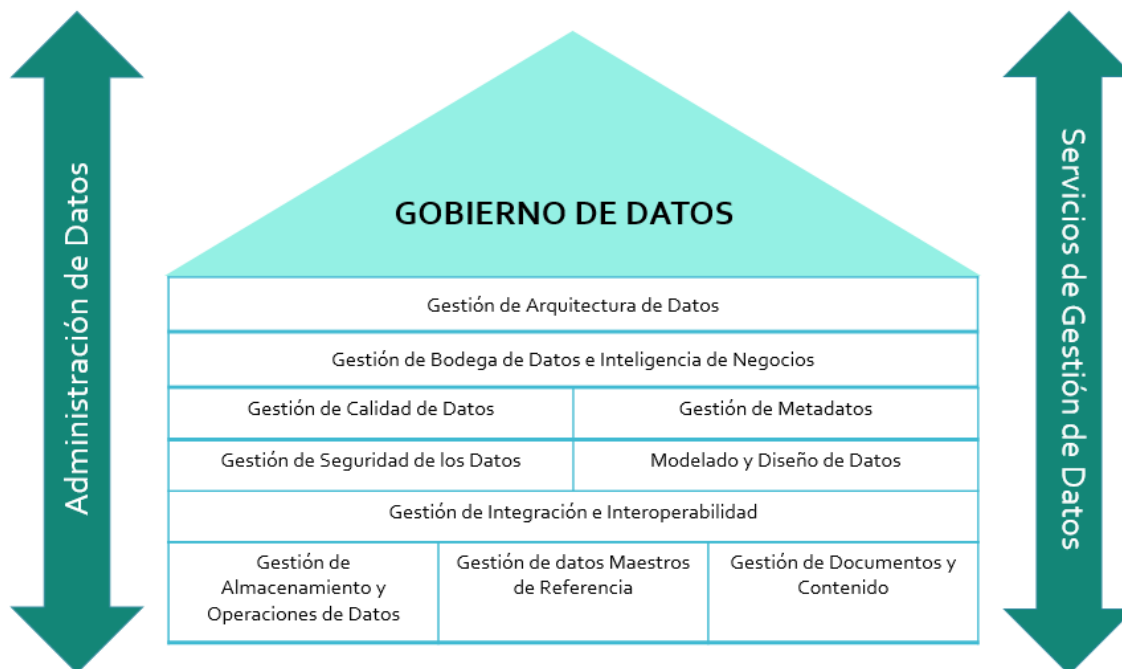 Administración de Datos
GOBIERNO DE DATOS
Gestión de Arquitectura de Datos
Gestión de Bodega de Datos e Inteligencia de Negocios
Gestión de Calidad de Datos
Gestión de Metadatos
Gestión de Seguridad de los Datos
Modelado y Diseño de Datos
Gestión de Integración e Interoperabilidad
Gestión de
Almacenamiento y
Operaciones de Datos
Gestión de datos Maestros
de Referencia
Gestión de Documentos y
Contenido
Servicios de Gestión de Datos